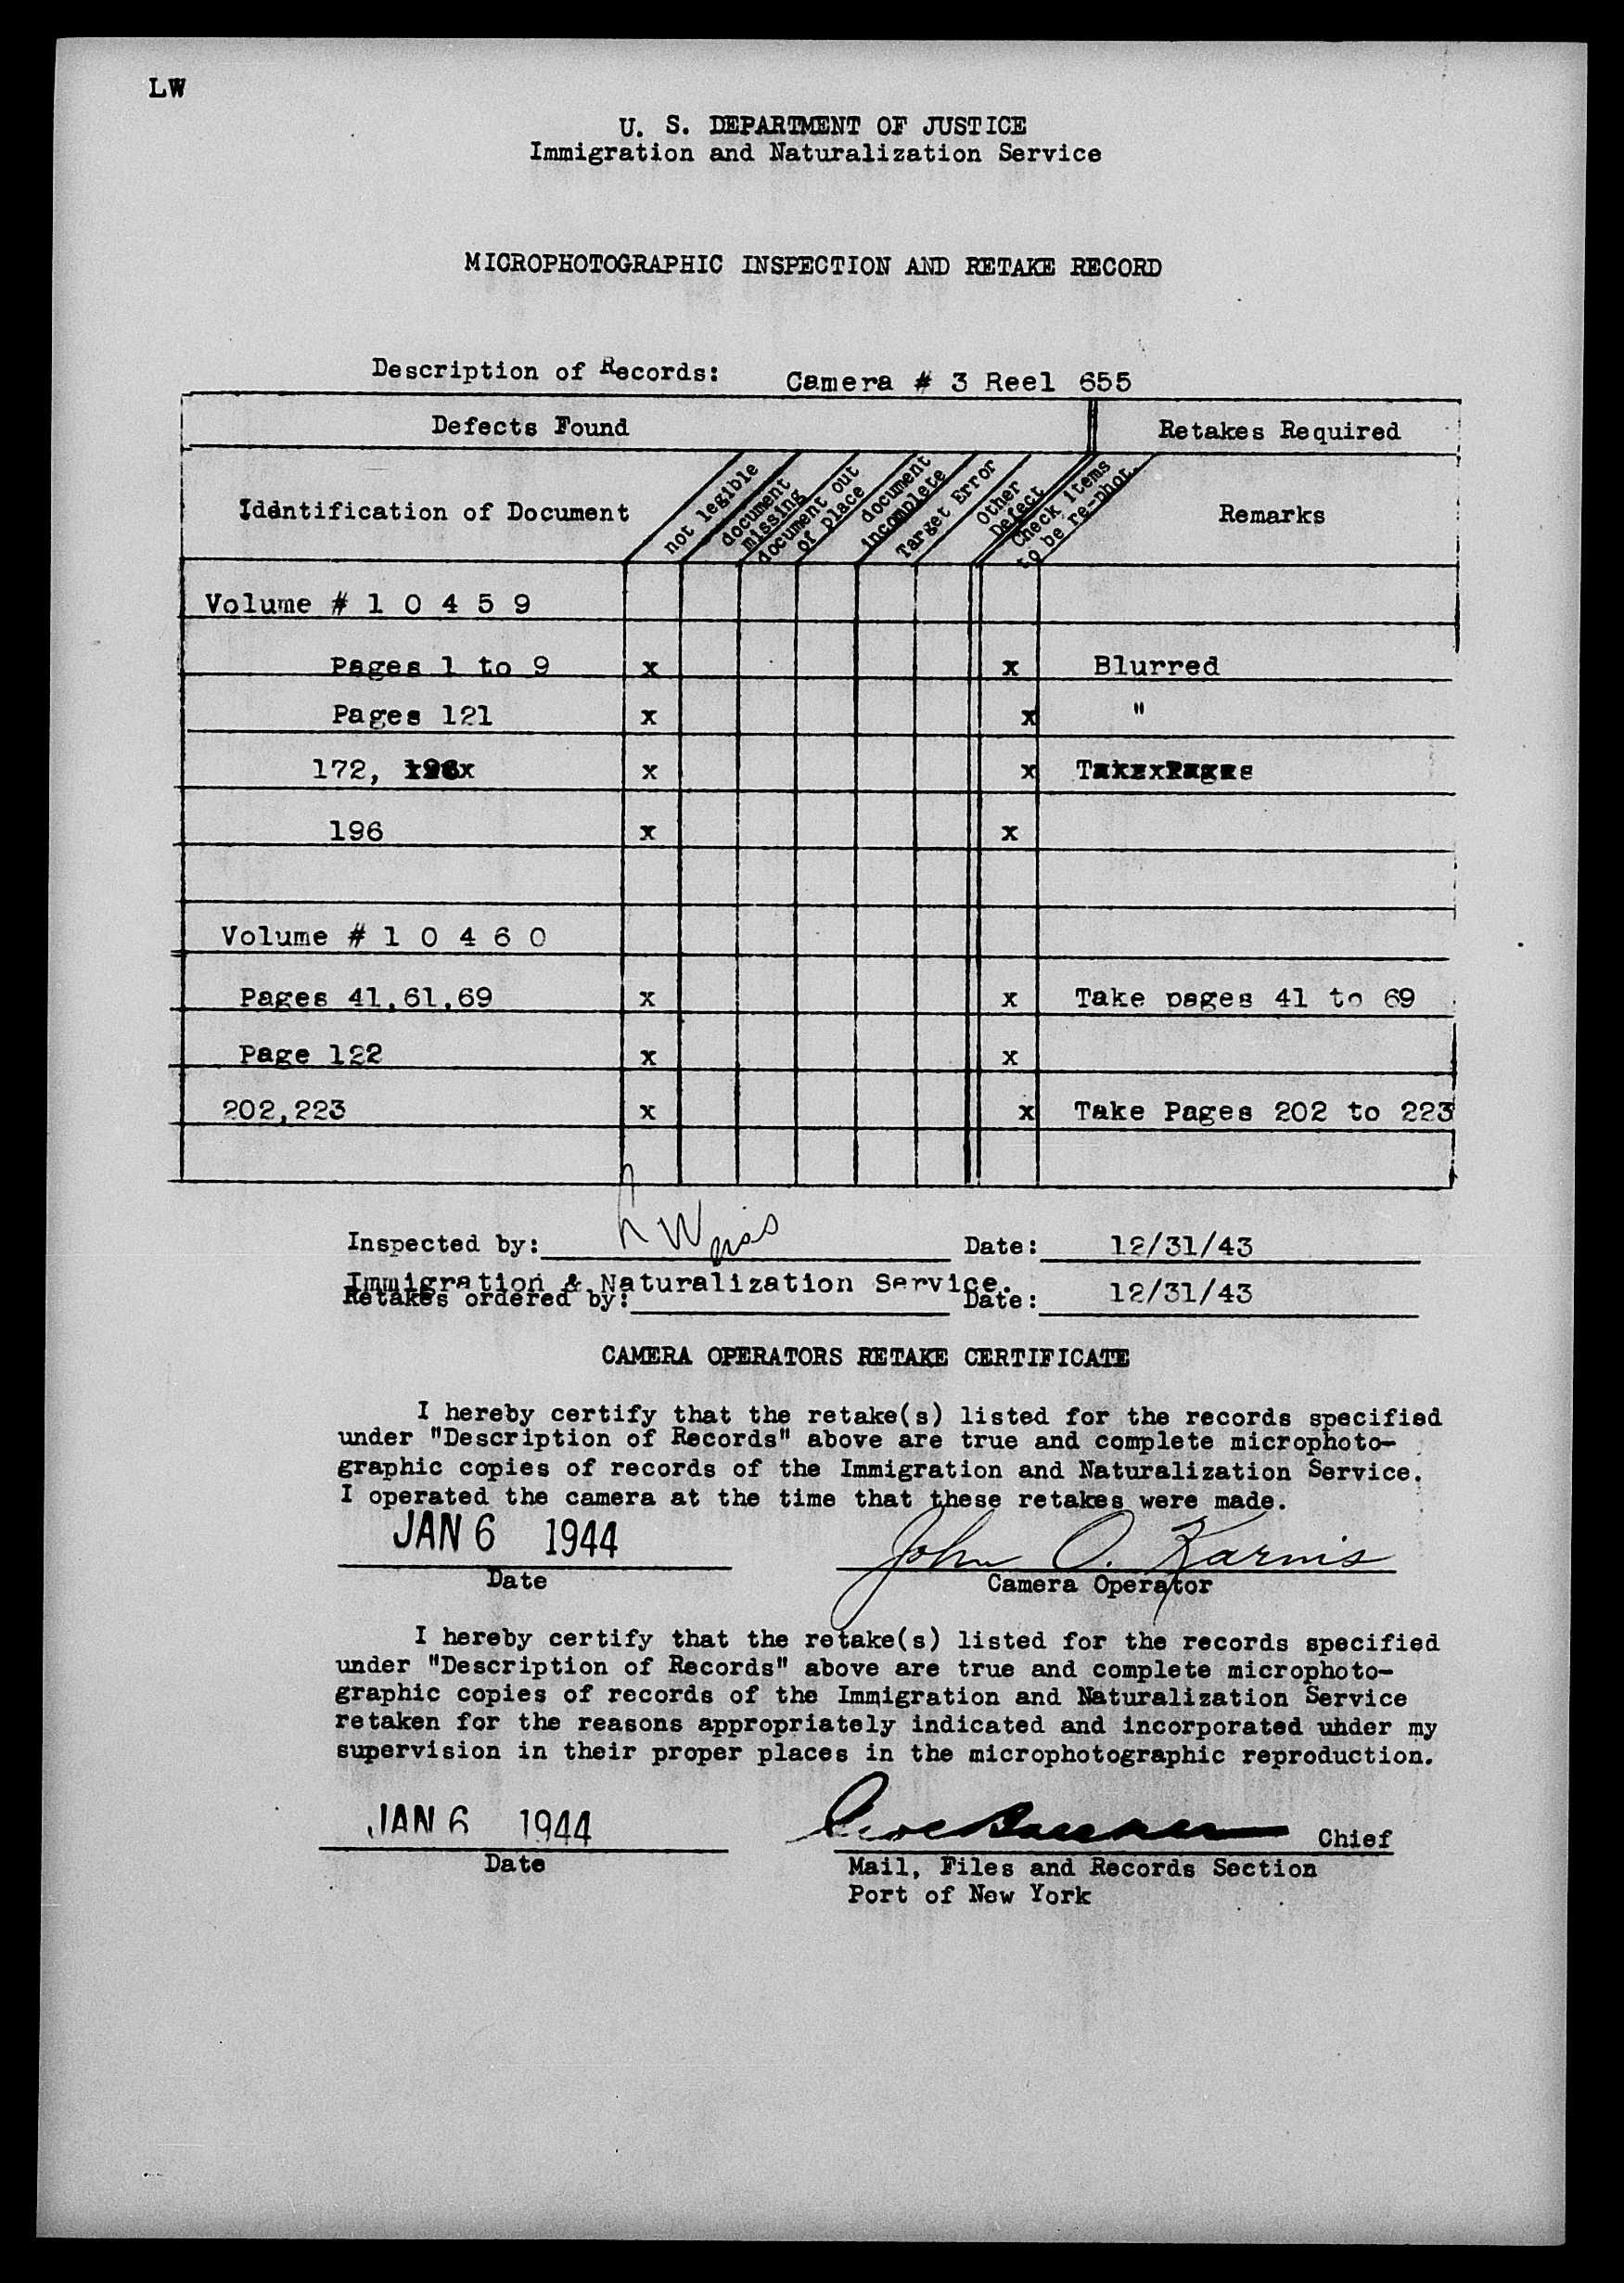 LW
U. S. DEPARTMENT OF JUSTICE
Immigration and Naturalization Service
MICROPHOTOGRAPHIC INSPECTION AND RETAKE RECORD
Description of Records: Camera # 3 Reel 655
Defects Found Retakes Required
Identification of Document not legible document missing document out of place document incomplete Target Error Other Defect Check items to be re-phot. Remarks
Volume # 1 0 4 5 9
Pages 1 to 9 x x Blurred
Pages 121 x x "
172, x x
196 x x
Volume # 1 0 4 6 0
Pages 41,61,69 x x Take pages 41 to 69
Page 122 x x
202,223 x x Take Pages 202 to 223
Inspected by: Date: 12/31/43
Immigration & Naturalization Service.
Retakes ordered by: Date: 12/31/43
CAMERA OPERATORS RETAKE CERTIFICATE
I hereby certify that the retake(s) listed for the records specified
under "Description of Records" above are true and complete microphoto-
graphic copies of records of the Immigration and Naturalization Service.
I operated the camera at the time that these retakes were made.
JAN 6 1944 John O. Karnis
Date Camera Operator
I hereby certify that the retake(s) listed for the records specified
under "Description of Records" above are true and complete microphoto-
graphic copies of records of the Immigration and Naturalization Service
retaken for the reasons appropriately indicated and incorporated uhder my
supervision in their proper places in the microphotographic reproduction.
JAN 6 1944 Chief
Date Mail, Files and Records Section
Port of New York